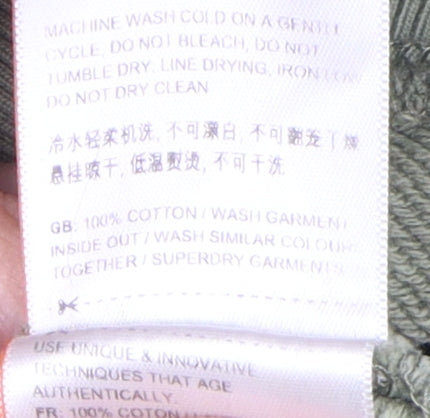 MACHINE WASH COLD ON A GENTLE
CYCLE, DO NOT BLEACH, DO NOT
TUMBLE DRY, LINE DRYING, IRON LOW
DO NOT DRY CLEAN
冷水轻柔机洗, 不可漂白, 不可翻笼干燥
悬挂晾干, 低温熨烫, 不可干洗
GB: 100% COTTON / WASH GARMENT
INSIDE OUT / WASH SIMILAR COLOUR
TOGETHER / SUPERDRY GARMENTS
USE UNIQUE & INNOVATIVE
TECHNIQUES THAT AGE
AUTHENTICALLY.
FR: 100% COTON